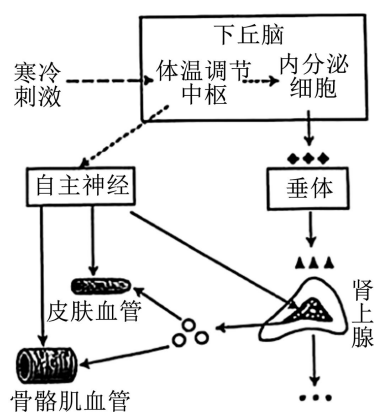 下丘脑
寒冷
刺激
体温调节
中枢
内分泌
细胞
自主神经
垂体
皮肤血管
肾上腺
骨骼肌血管